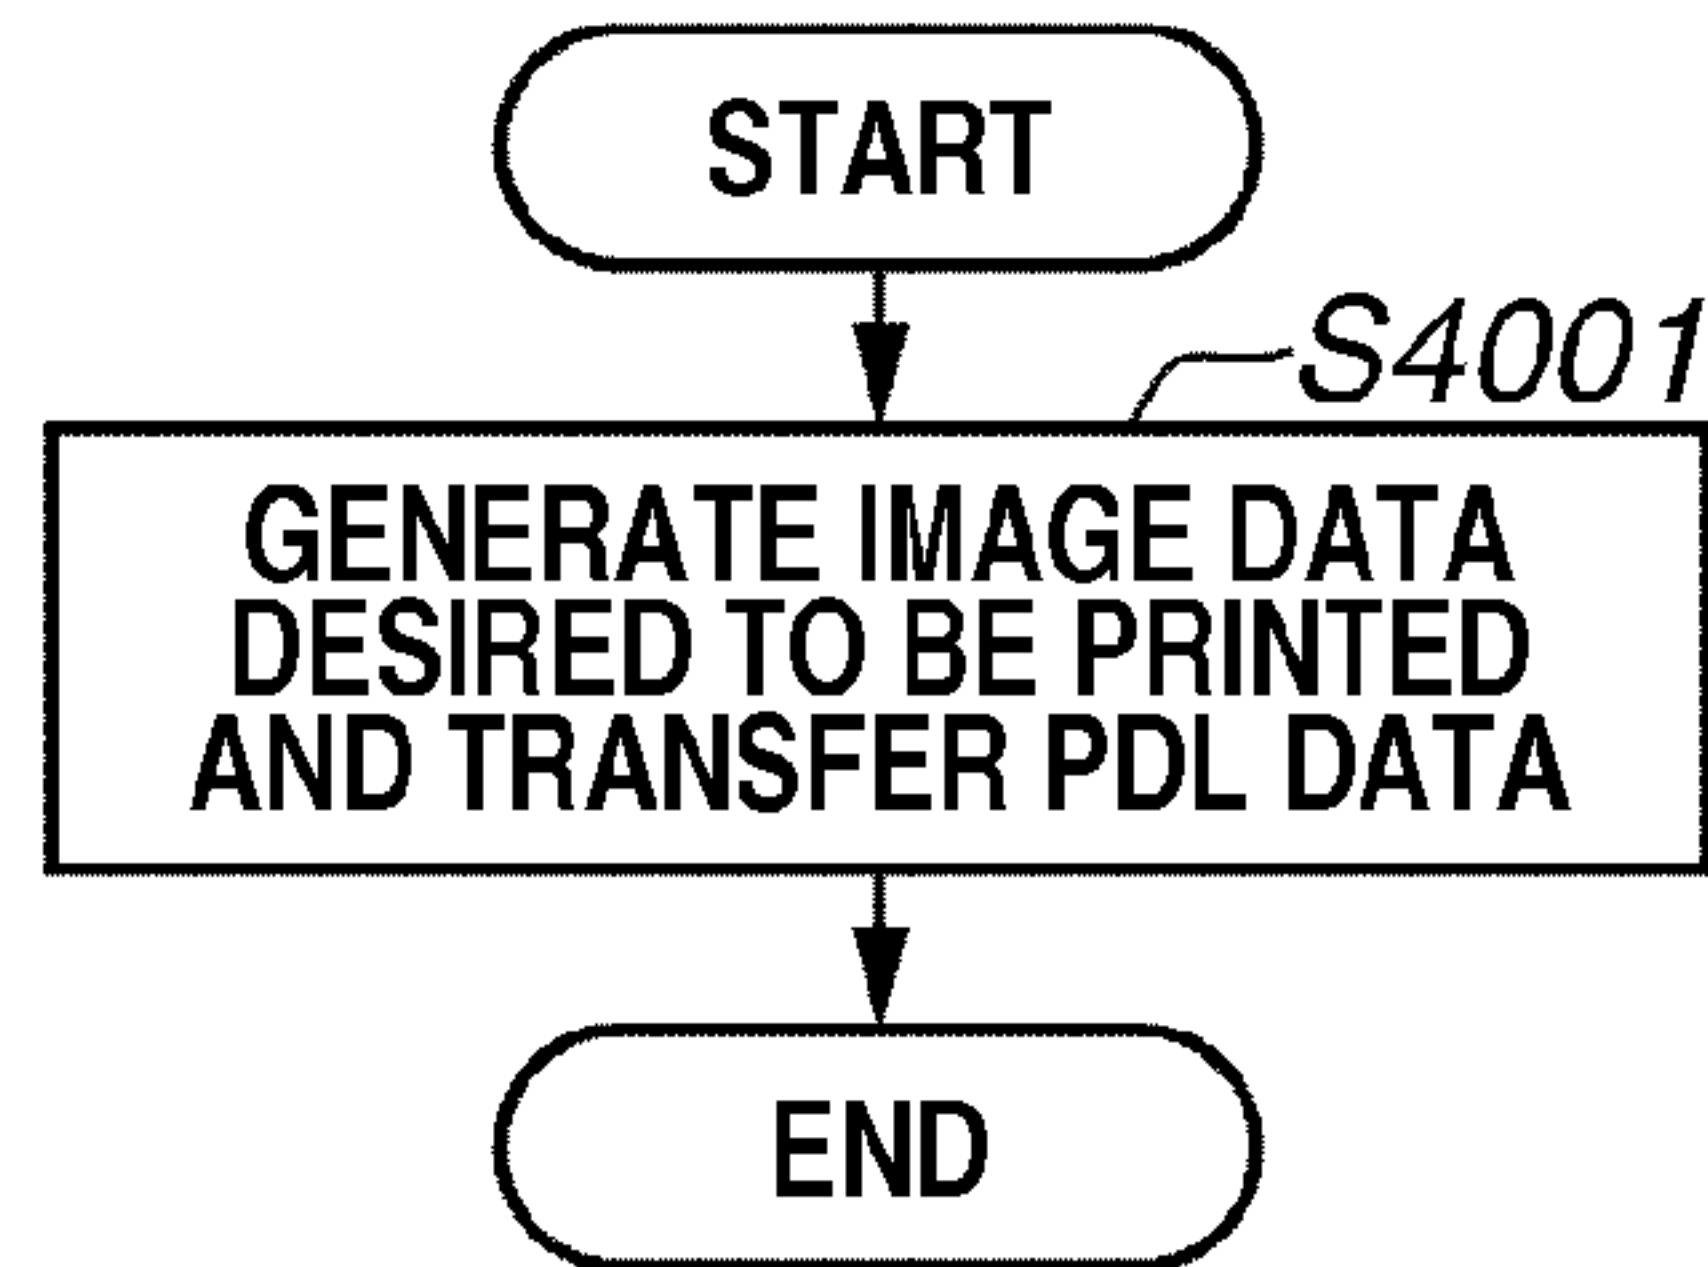 START
S4001
GENERATE IMAGE DATA
DESIRED TO BE PRINTED
AND TRANSFER PDL DATA
END